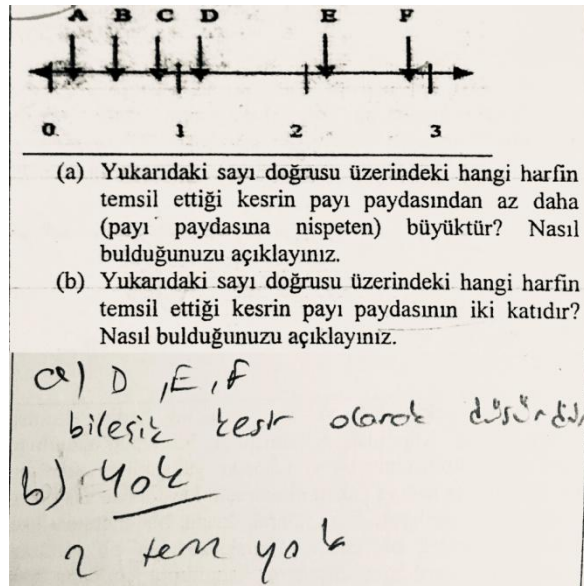 A B C D E F
0 1 2 3
(a) Yukarıdaki sayı doğrusu üzerindeki hangi harfin
temsil ettiği kesrin payı paydasından az daha
(payı paydasına nispeten) büyüktür? Nasıl
bulduğunuzu açıklayınız.
(b) Yukarıdaki sayı doğrusu üzerindeki hangi harfin
temsil ettiği kesrin payı paydasının iki katıdır?
Nasıl bulduğunuzu açıklayınız.
a) D, E, F
bileşik kesir olarak düşündüm
b) Yok
2 tem yok